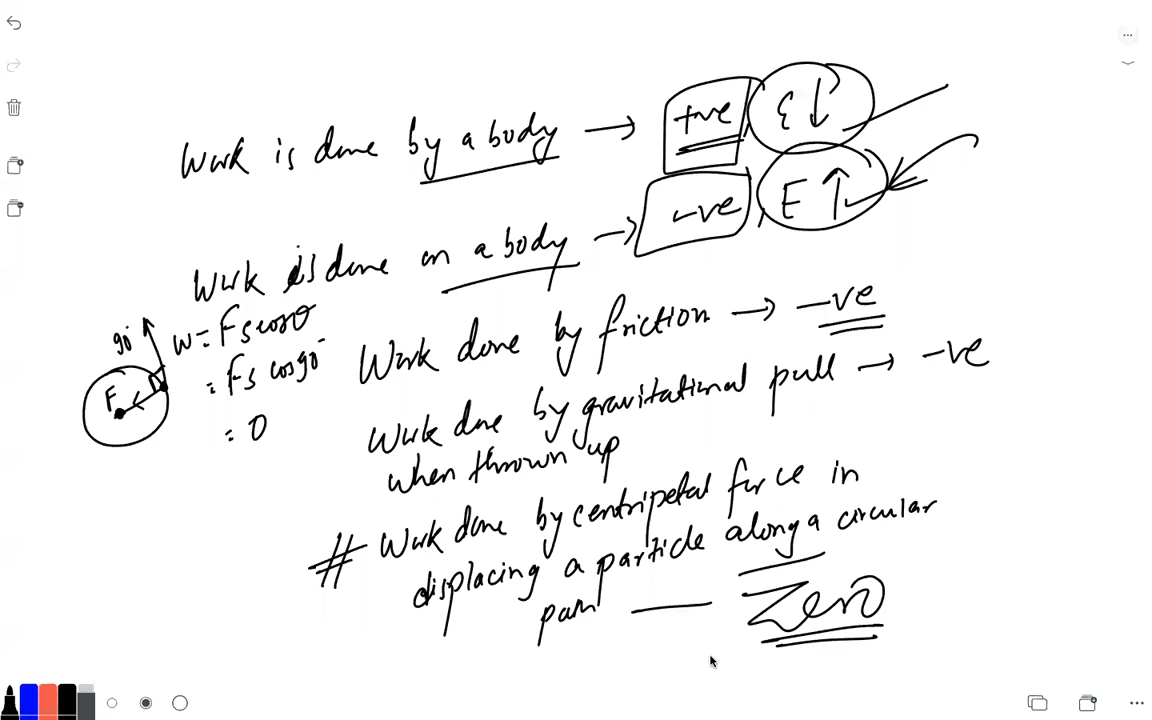 Work is done by a body → +ve E↓
Work is done on a body → -ve, E↑
90°
F
W = Fscosθ
= Fs cos90°
= 0
Work done by friction → -ve
Work done by gravitational pull → -ve
when thrown up
# Work done by centripetal force in
displacing a particle along a circular
path — Zero